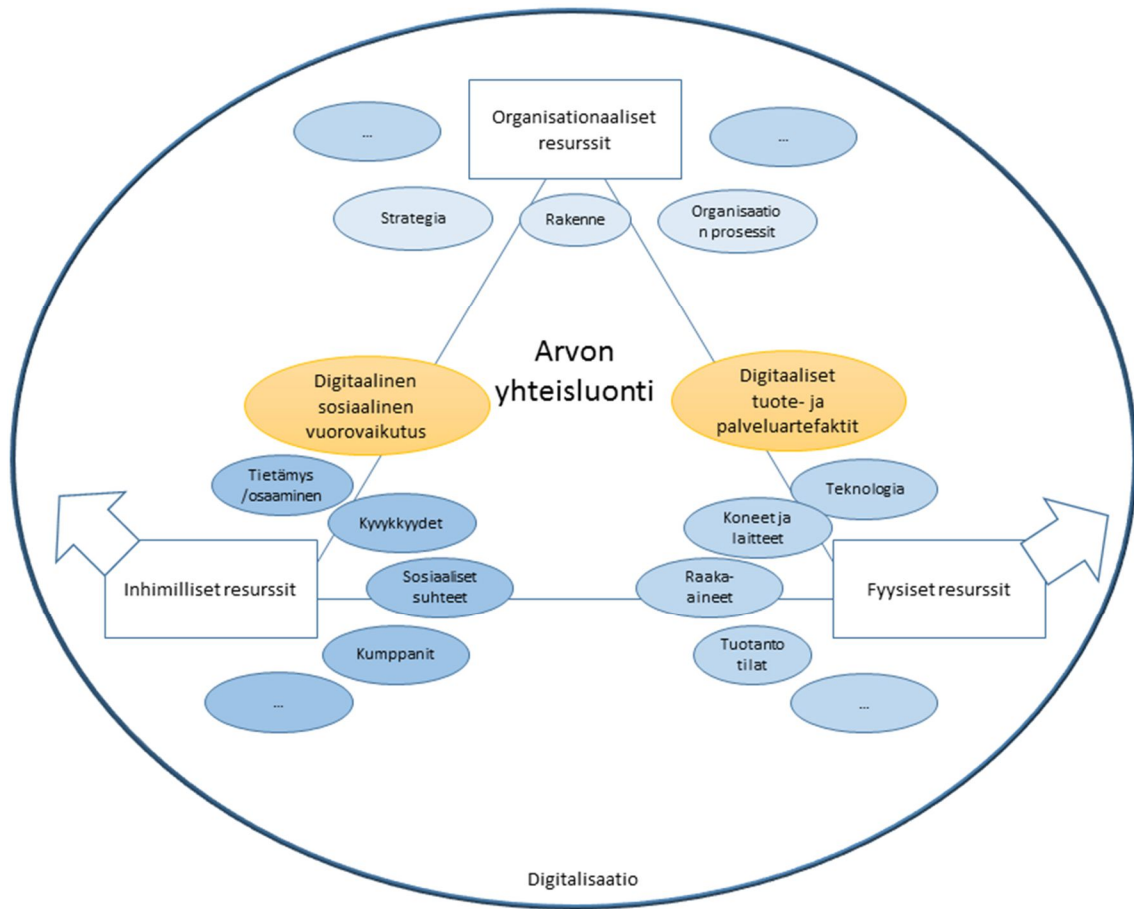 Organisationaaliset
resurssit
...
...
Strategia
Rakenne
Organisaatio
n prosessit
Arvon
yhteisluonti
Digitaalinen
sosiaalinen
vuorovaikutus
Digitaaliset
tuote- ja
palveluartefaktit
Tietämys
/osaaminen
Teknologia
Kyvykkyydet
Koneet ja
laitteet
Inhimilliset resurssit
Sosiaaliset
suhteet
Raaka-
aineet
Fyysiset resurssit
Kumppanit
Tuotanto
tilat
...
...
Digitalisaatio